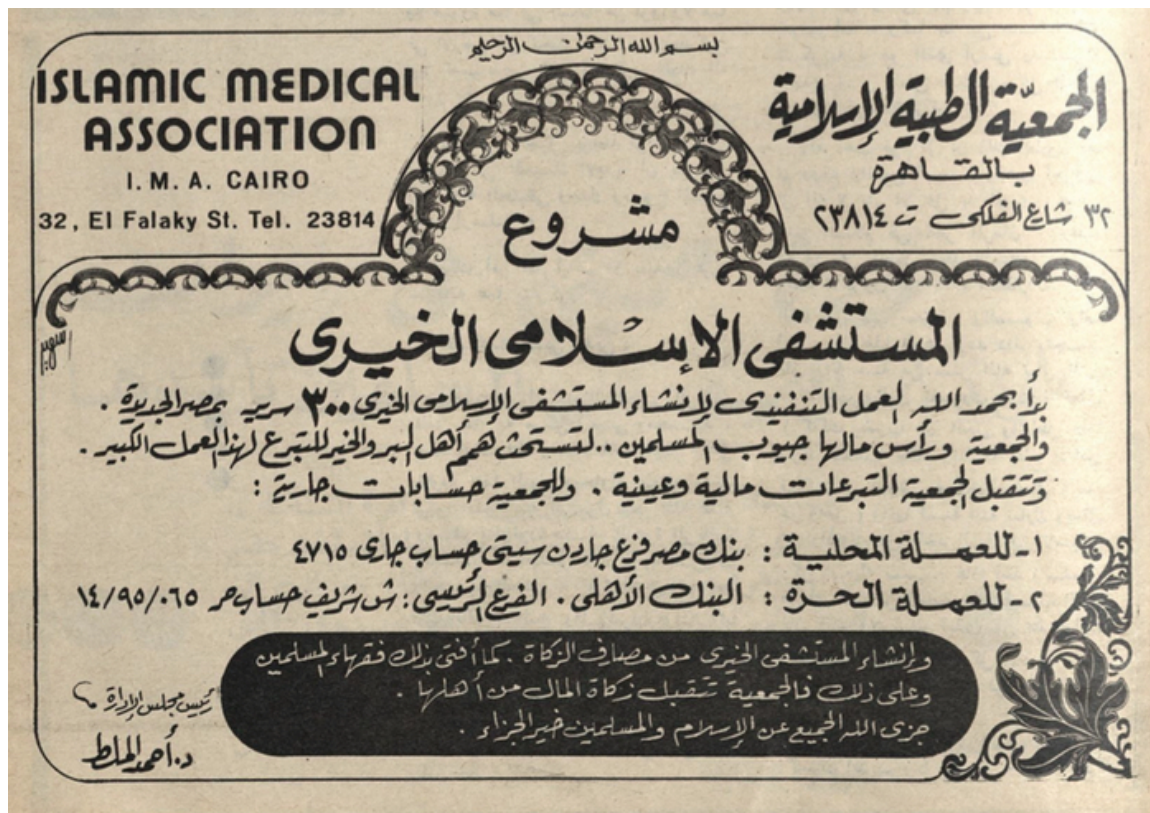 بسم الله الرحمن الرحيم
ISLAMIC MEDICAL
ASSOCIATION
I. M. A. CAIRO
32, El Falaky St. Tel. 23814
الجمعيّة الطبية الإسلامية
بالقاهرة
٣٢ شارع الفلكى ت ٢٣٨١٤
مشروع
المستشفى الإسلامى الخيرى
بدأ بحمد الله العمل التنفيذى لإنشاء المستشفى الإسلامى الخيرى ٣٠٠ سرير بمصر الجديدة .
والجمعية ورأس مالها جيوب المسلمين .. لتستحث همم أهل البر والخير للتبرع لهذا العمل الكبير .
وتتقبل الجمعية التبرعات مالية وعينية . وللجمعية حسابات جارية :
١- للعملة المحلية : بنك مصر فرع جاردن سيتى حساب جارى ٤٧١٥
٢- للعملة الحرة : البنك الأهلى . الفرع الرئيسى : ش شريف حساب حر ١٤/٩٥/٠٦٥
وإنشاء المستشفى الخيرى من مصارف الزكاة . كما أفتى بذلك فقهاء المسلمين
وعلى ذلك فالجمعية تتقبل زكاة المال من أهلها .
جزى الله الجميع عن الإسلام والمسلمين خير الجزاء .
رئيس مجلس الإدارة
د. أحمد الملط
سهير